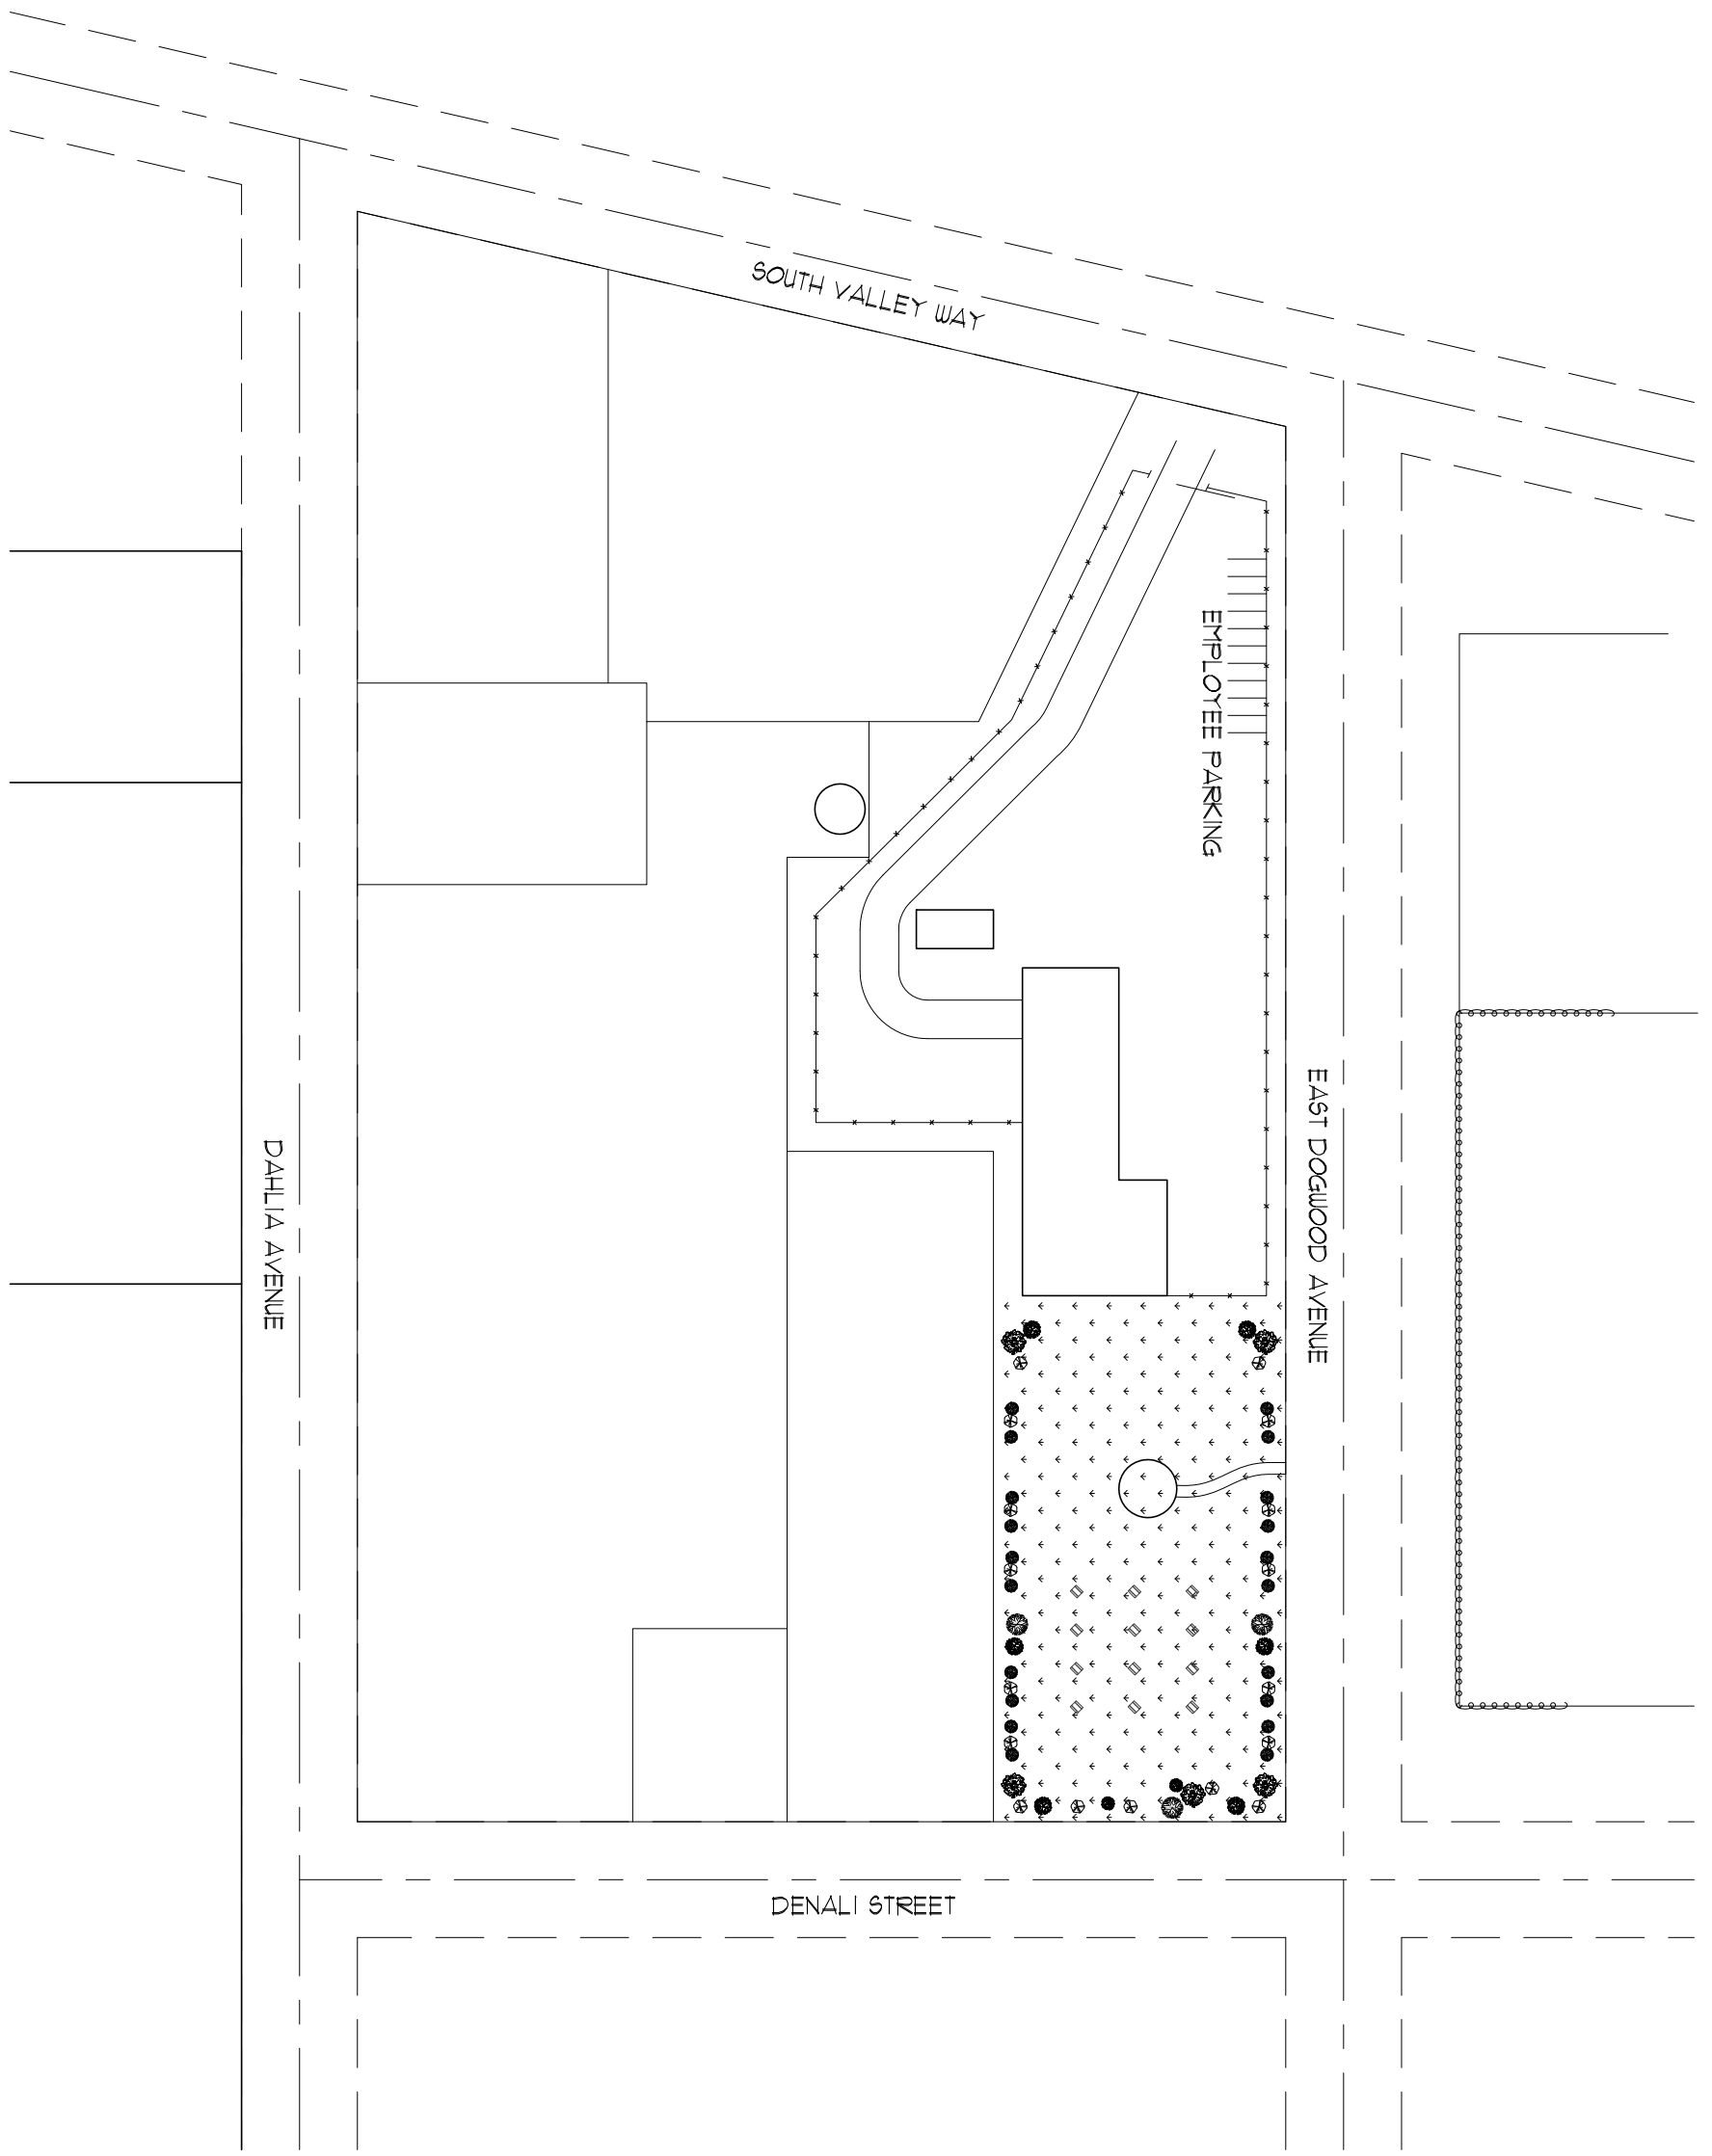 SOUTH VALLEY WAY
EMPLOYEE PARKING
EAST DOGWOOD AVENUE
DAHLIA AVENUE
DENALI STREET